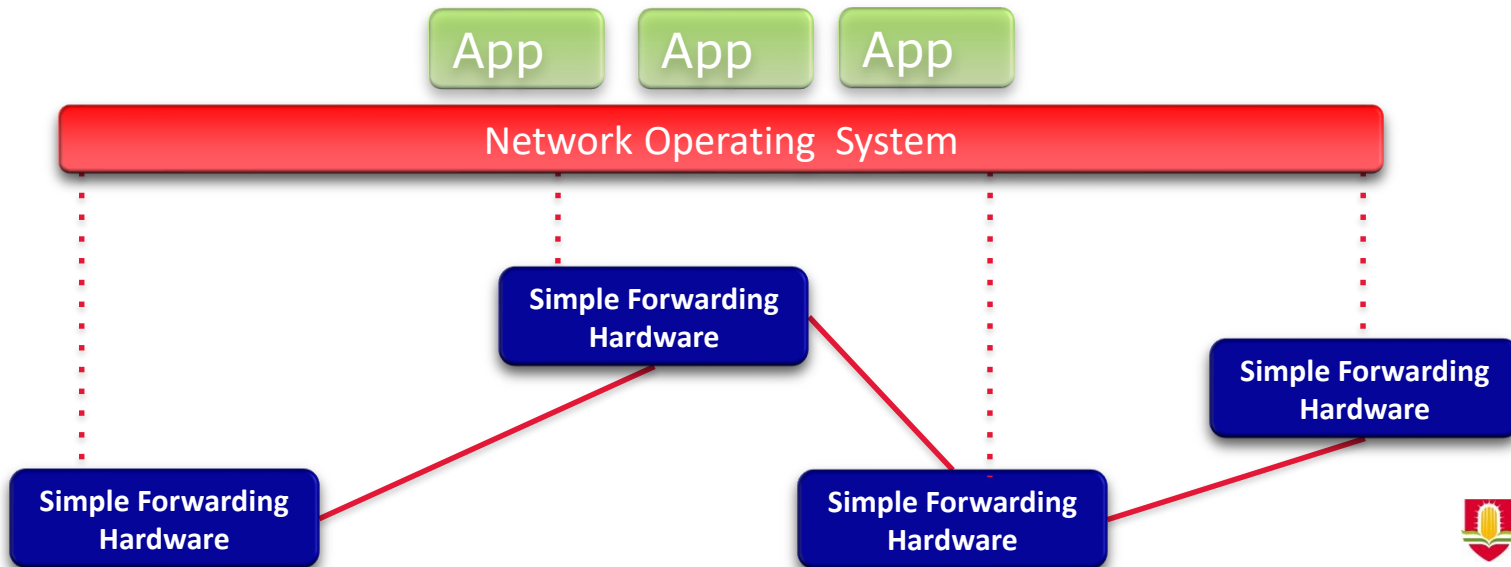 App
App
App
Network Operating System
Simple Forwarding
Hardware
Simple Forwarding
Hardware
Simple Forwarding
Hardware
Simple Forwarding
Hardware